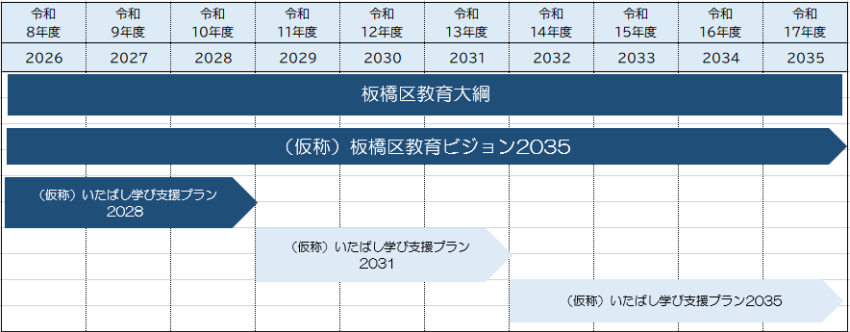 令和 令和 令和 令和 令和 令和 令和 令和 令和 令和
8年度 9年度 10年度 11年度 12年度 13年度 14年度 15年度 16年度 17年度
2026 2027 2028 2029 2030 2031 2032 2033 2034 2035
板橋区教育大綱
（仮称）板橋区教育ビジョン2035
（仮称）いたばし学び支援プラン
2028
（仮称）いたばし学び支援プラン
2031
（仮称）いたばし学び支援プラン2035